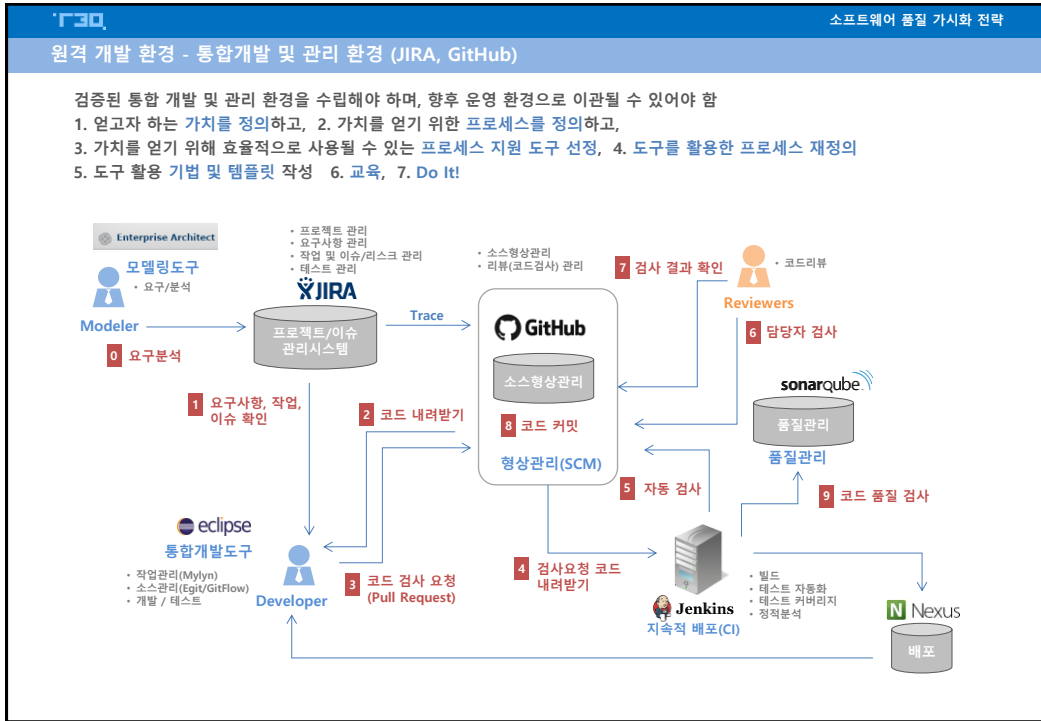 T3Q
소프트웨어 품질 가시화 전략
원격 개발 환경 - 통합개발 및 관리 환경 (JIRA, GitHub)
검증된 통합 개발 및 관리 환경을 수립해야 하며, 향후 운영 환경으로 이관될 수 있어야 함
1. 얻고자 하는 가치를 정의하고, 2. 가치를 얻기 위한 프로세스를 정의하고,
3. 가치를 얻기 위해 효율적으로 사용될 수 있는 프로세스 지원 도구 선정, 4. 도구를 활용한 프로세스 재정의
5. 도구 활용 기법 및 템플릿 작성 6. 교육, 7. Do It!
Enterprise Architect
모델링도구
• 요구/분석
Modeler
0 요구분석
• 프로젝트 관리
• 요구사항 관리
• 작업 및 이슈/리스크 관리
• 테스트 관리
JIRA
프로젝트/이슈
관리시스템
Trace
• 소스형상관리
• 리뷰(코드검사) 관리
GitHub
소스형상관리
8 코드 커밋
형상관리(SCM)
7 검사 결과 확인
• 코드리뷰
Reviewers
6 담당자 검사
sonarqube
품질관리
품질관리
1 요구사항, 작업,
이슈 확인
2 코드 내려받기
5 자동 검사
9 코드 품질 검사
eclipse
통합개발도구
• 작업관리(Mylyn)
• 소스관리(Egit/GitFlow)
• 개발 / 테스트
Developer
3 코드 검사 요청
(Pull Request)
4 검사요청 코드
내려받기
Jenkins
지속적 배포(CI)
• 빌드
• 테스트 자동화
• 테스트 커버리지
• 정적분석
N Nexus
배포